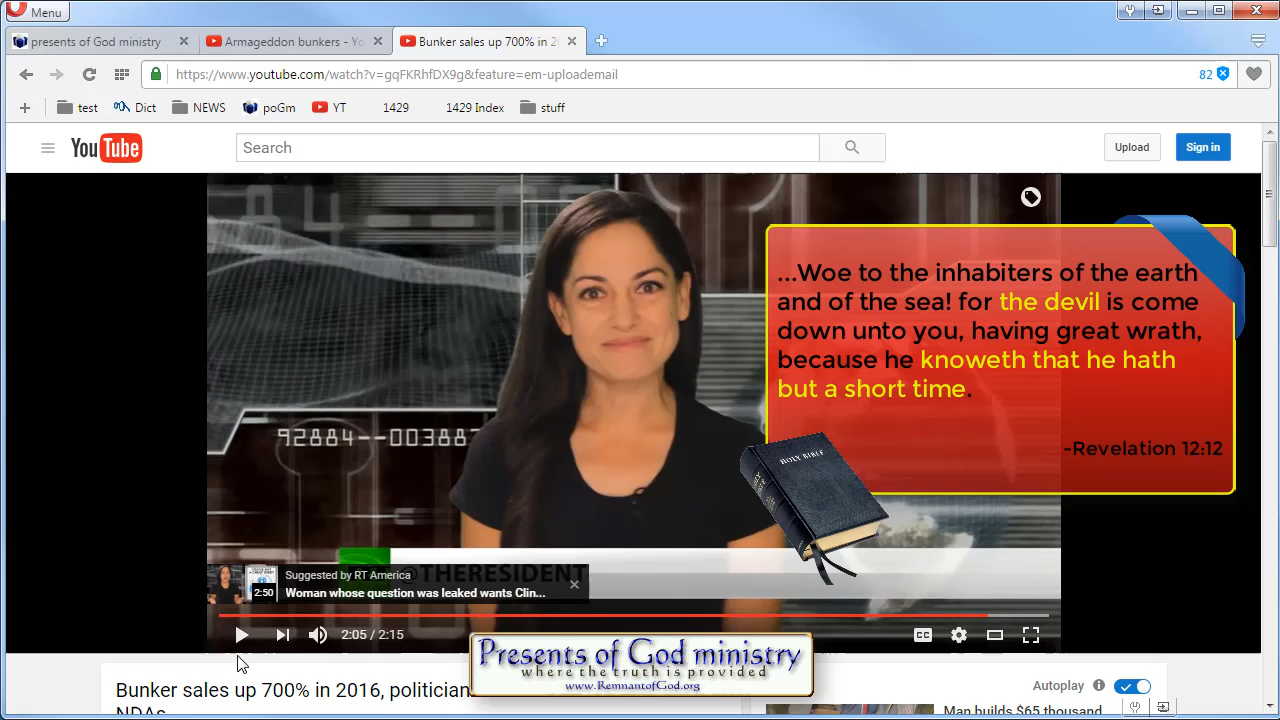 Menu
presents of God ministry
Armageddon bunkers - Yo
Bunker sales up 700% in 2
https://www.youtube.com/watch?v=gqFKRhfDX9g&feature=em-uploademail
82
test
Dict
NEWS
poGm
YT
1429
1429 Index
stuff
YouTube
Search
Upload
Sign in
...Woe to the inhabiters of the earth
and of the sea! for the devil is come
down unto you, having great wrath,
because he knoweth that he hath
but a short time.
-Revelation 12:12
92884--003887
HOLY BIBLE
@THERESIDENT
Suggested by RT America
2:50
Woman whose question was leaked wants Clin...
2:05 / 2:15
CC
Presents of God ministry
where the truth is provided
www.RemnantofGod.org
Bunker sales up 700% in 2016, politician
NDAs
Autoplay
Man builds $65 thousand